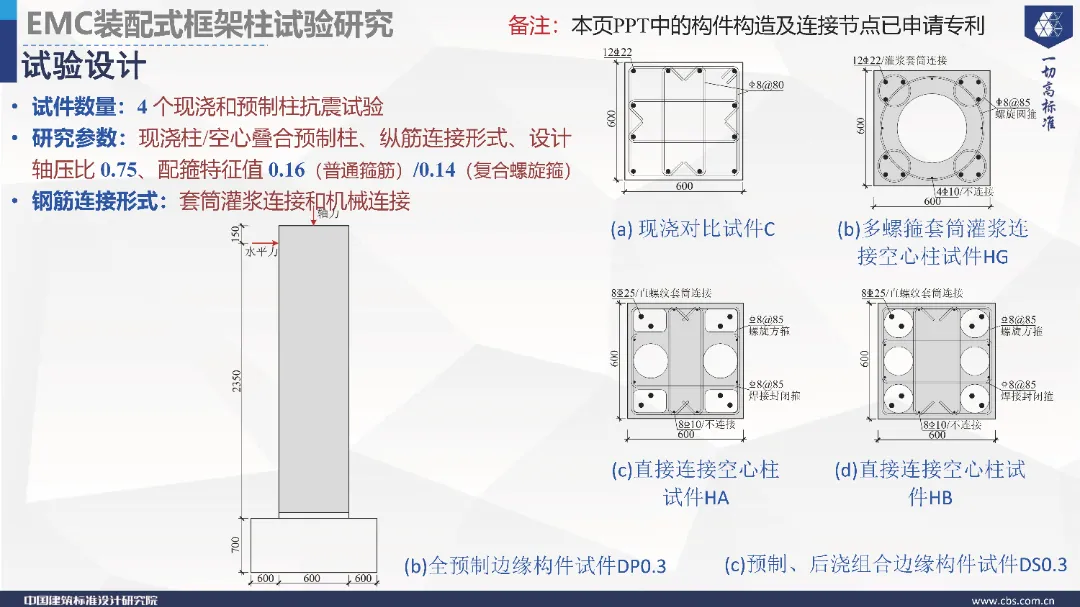 EMC装配式框架柱试验研究
备注：本页PPT中的构件构造及连接节点已申请专利
一切高标准
试验设计
• 试件数量：4 个现浇和预制柱抗震试验
• 研究参数：现浇柱/空心叠合预制柱、纵筋连接形式、设计
轴压比 0.75、配箍特征值 0.16（普通箍筋）/0.14（复合螺旋箍）
• 钢筋连接形式：套筒灌浆连接和机械连接
轴力
150
水平力
2350
700
600 600 600
12Φ22
Φ8@80
600
600
(a) 现浇对比试件C
12Φ22/灌浆套筒连接
Φ8@85
螺旋圆箍
600
4Φ10/不连接
600
(b)多螺箍套筒灌浆连
接空心柱试件HG
8Φ25/直螺纹套筒连接
Φ8@85
螺旋方箍
600
Φ8@85
焊接封闭箍
8Φ10/不连接
600
(c)直接连接空心柱
试件HA
8Φ25/直螺纹套筒连接
Φ8@85
螺旋方箍
600
Φ8@85
焊接封闭箍
8Φ10/不连接
600
(d)直接连接空心柱试
件HB
(b)全预制边缘构件试件DP0.3
(c)预制、后浇组合边缘构件试件DS0.3
中国建筑标准设计研究院
www.cbs.com.cn